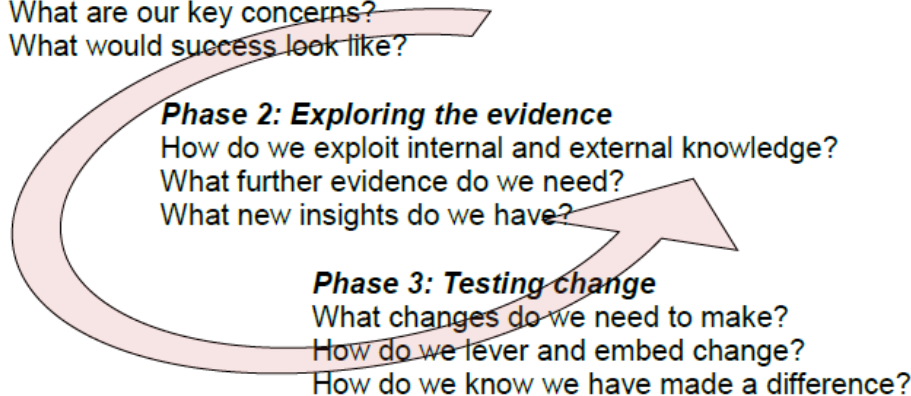 What are our key concerns?
What would success look like?
Phase 2: Exploring the evidence
How do we exploit internal and external knowledge?
What further evidence do we need?
What new insights do we have?
Phase 3: Testing change
What changes do we need to make?
How do we lever and embed change?
How do we know we have made a difference?